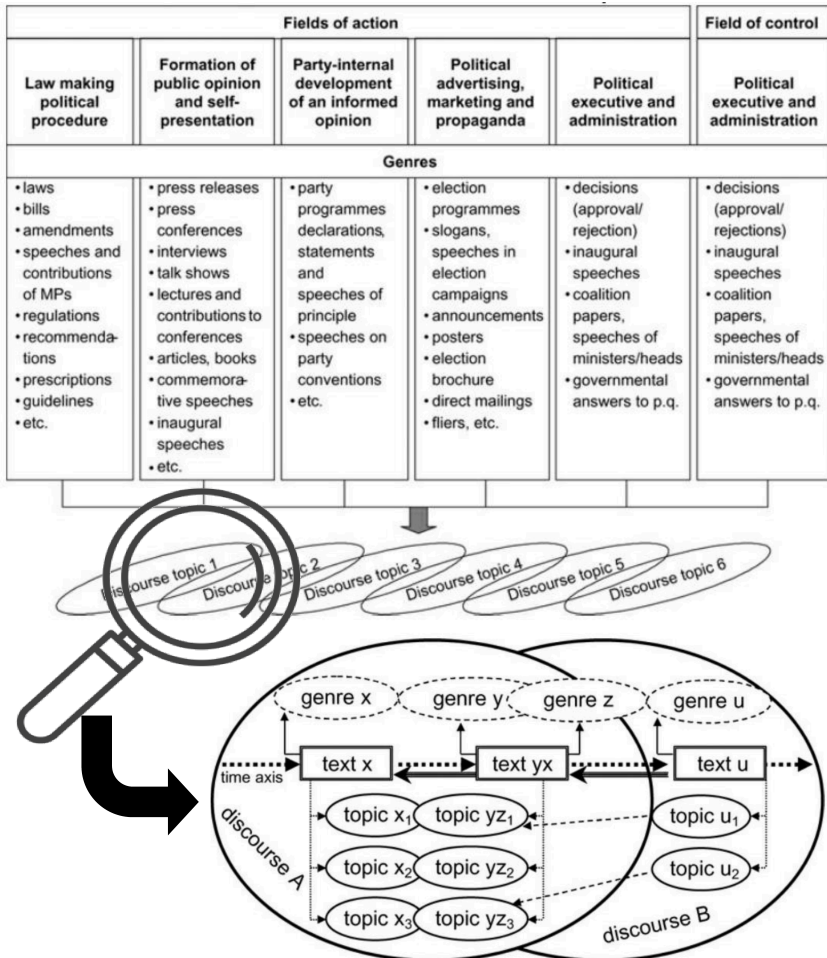 Fields of action
Field of control
Law making
political
procedure
Formation of
public opinion
and self-
presentation
Party-internal
development
of an informed
opinion
Political
advertising,
marketing and
propaganda
Political
executive and
administration
Political
executive and
administration
Genres
• laws
• bills
• amendments
• speeches and
contributions
of MPs
• regulations
• recommenda-
tions
• prescriptions
• guidelines
• etc.
• press releases
• press
conferences
• interviews
• talk shows
• lectures and
contributions to
conferences
• articles, books
• commemora-
tive speeches
• inaugural
speeches
• etc.
• party
programmes
declarations,
statements
and
speeches of
principle
• speeches on
party
conventions
• etc.
• election
programmes
• slogans,
speeches in
election
campaigns
• announcements
• posters
• election
brochure
• direct mailings
• fliers, etc.
• decisions
(approval/
rejection)
• inaugural
speeches
• coalition
papers,
speeches of
ministers/heads
• governmental
answers to p.q.
• decisions
(approval/
rejections)
• inaugural
speeches
• coalition
papers,
speeches of
ministers/heads
• governmental
answers to p.q.
Discourse topic 1
Discourse topic 2
Discourse topic 3
Discourse topic 4
Discourse topic 5
Discourse topic 6
genre x
genre y
genre z
genre u
time axis
text x
text yx
text u
discourse A
topic x₁
topic yz₁
topic u₁
topic x₂
topic yz₂
topic u₂
topic x₃
topic yz₃
discourse B